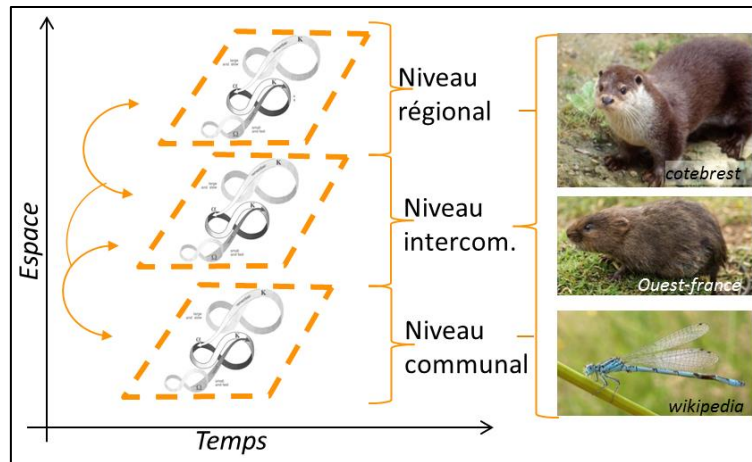 Espace
Temps
Niveau
régional
Niveau
intercom.
Niveau
communal
cotebrest
Ouest-france
wikipedia
K
α
K
Ω
K
α
K
Ω
K
α
K
Ω